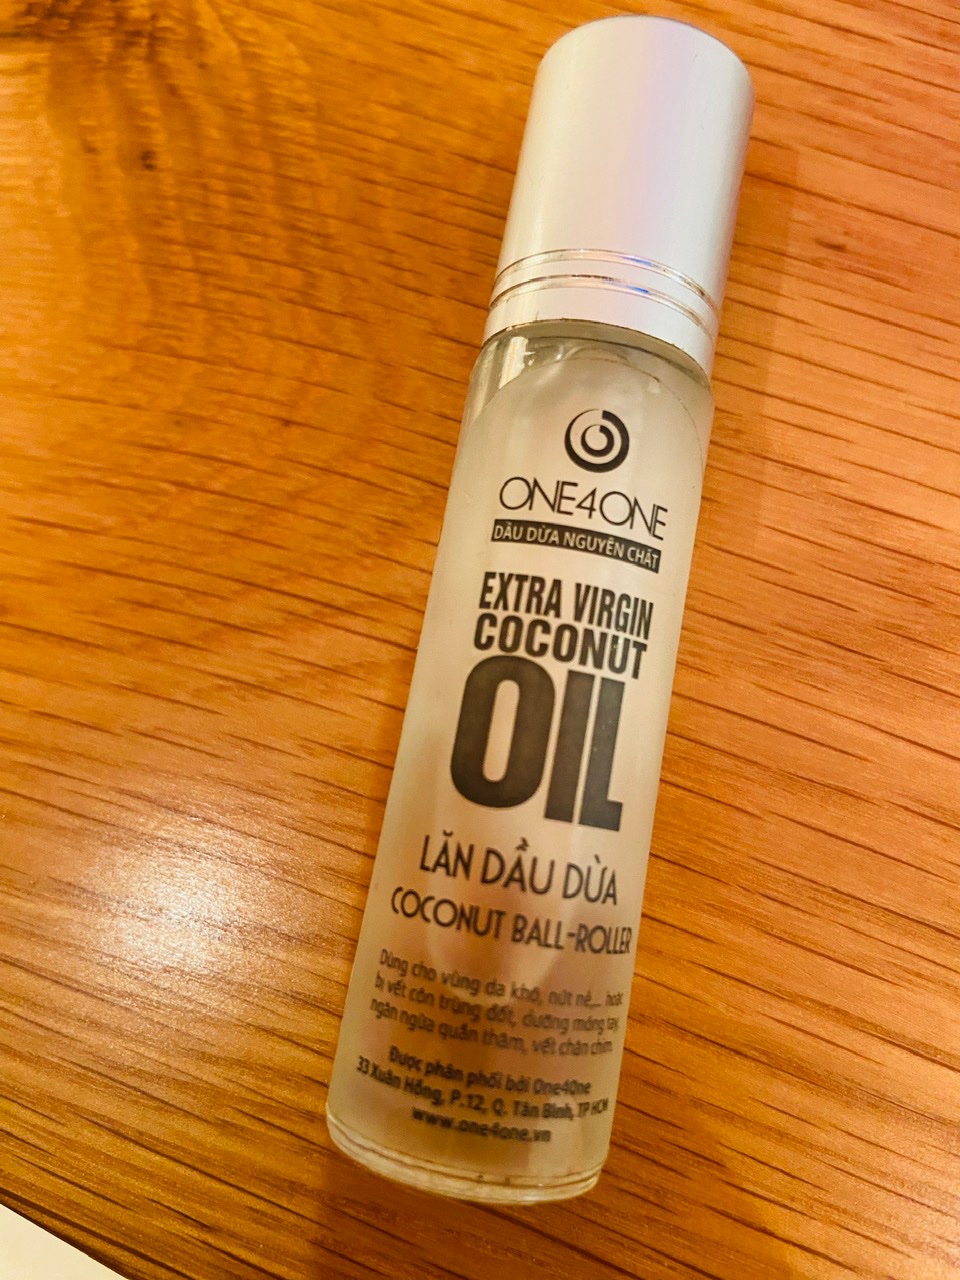 ONE4ONE
DẦU DỪA NGUYÊN CHẤT
EXTRA VIRGIN
COCONUT
OIL
LĂN DẦU DỪA
COCONUT BALL-ROLLER
Dùng cho vùng da khô, nứt nẻ,... hoặc
bị vết côn trùng đốt, dưỡng móng tay,
ngăn ngừa quầng thâm, vết chân chim
Được phân phối bởi One4One
33 Xuân Hồng, P.12, Q. Tân Bình, TP HCM
www.one4one.vn